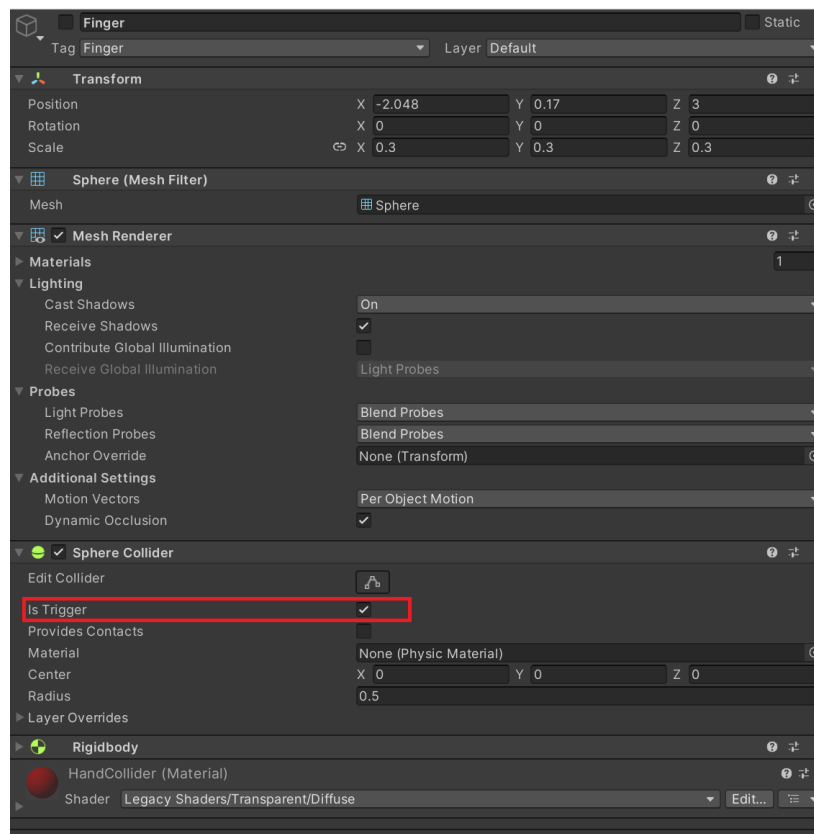 Finger Static
Tag Finger Layer Default
Transform
Position X -2.048 Y 0.17 Z 3
Rotation X 0 Y 0 Z 0
Scale X 0.3 Y 0.3 Z 0.3
Sphere (Mesh Filter)
Mesh Sphere
Mesh Renderer
Materials 1
Lighting
Cast Shadows On
Receive Shadows
Contribute Global Illumination
Receive Global Illumination Light Probes
Probes
Light Probes Blend Probes
Reflection Probes Blend Probes
Anchor Override None (Transform)
Additional Settings
Motion Vectors Per Object Motion
Dynamic Occlusion
Sphere Collider
Edit Collider
Is Trigger
Provides Contacts
Material None (Physic Material)
Center X 0 Y 0 Z 0
Radius 0.5
Layer Overrides
Rigidbody
HandCollider (Material)
Shader Legacy Shaders/Transparent/Diffuse Edit...